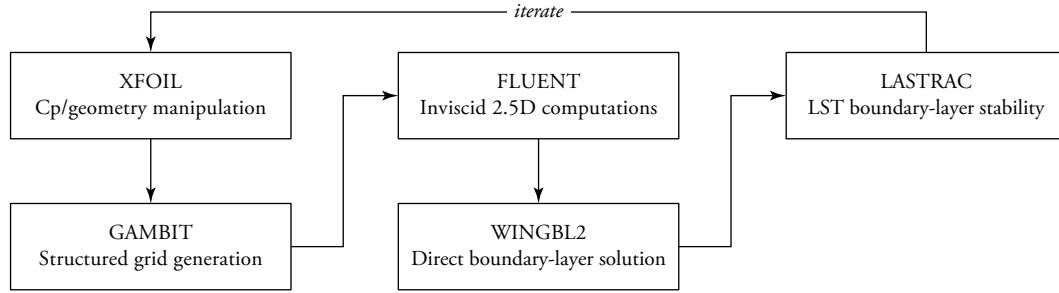 iterate
XFOIL
Cp/geometry manipulation
FLUENT
Inviscid 2.5D computations
LASTRAC
LST boundary-layer stability
GAMBIT
Structured grid generation
WINGBL2
Direct boundary-layer solution